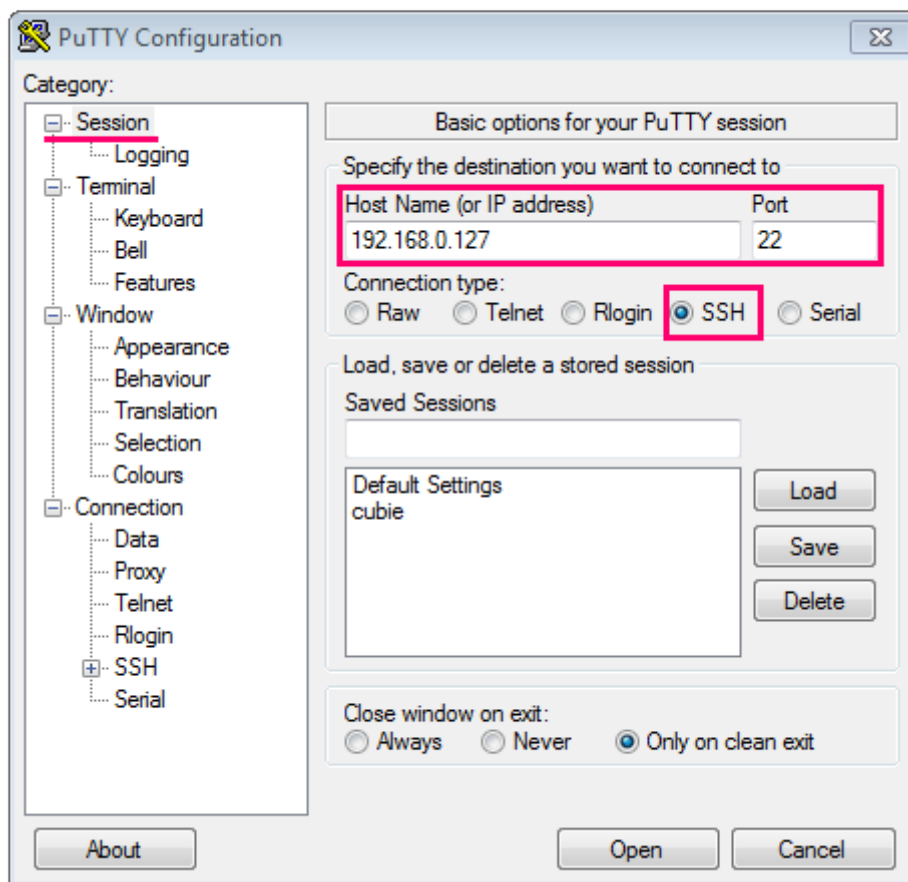 PuTTY Configuration
Category:
Session
Logging
Terminal
Keyboard
Bell
Features
Window
Appearance
Behaviour
Translation
Selection
Colours
Connection
Data
Proxy
Telnet
Rlogin
SSH
Serial
Basic options for your PuTTY session
Specify the destination you want to connect to
Host Name (or IP address) Port
192.168.0.127 22
Connection type:
Raw Telnet Rlogin SSH Serial
Load, save or delete a stored session
Saved Sessions
Default Settings
cubie
Load
Save
Delete
Close window on exit:
Always Never Only on clean exit
About Open Cancel